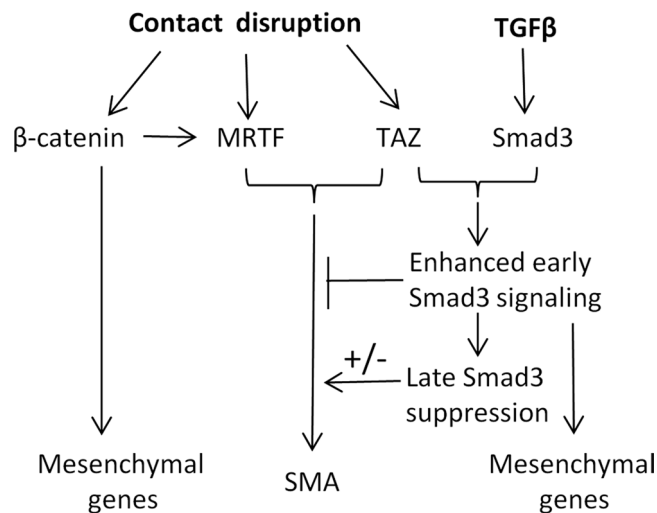 Contact disruption
TGFβ
β-catenin
MRTF
TAZ
Smad3
Enhanced early
Smad3 signaling
+/-
Late Smad3
suppression
Mesenchymal
genes
SMA
Mesenchymal
genes